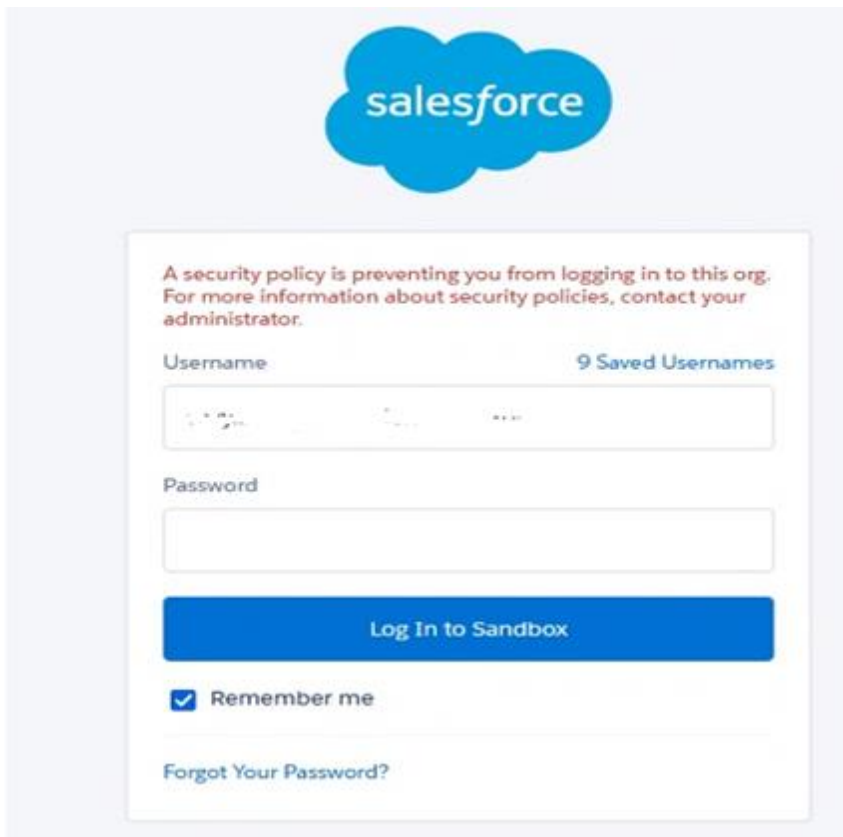 salesforce
A security policy is preventing you from logging in to this org.
For more information about security policies, contact your
administrator.
Username
9 Saved Usernames
Password
Log In to Sandbox
Remember me
Forgot Your Password?